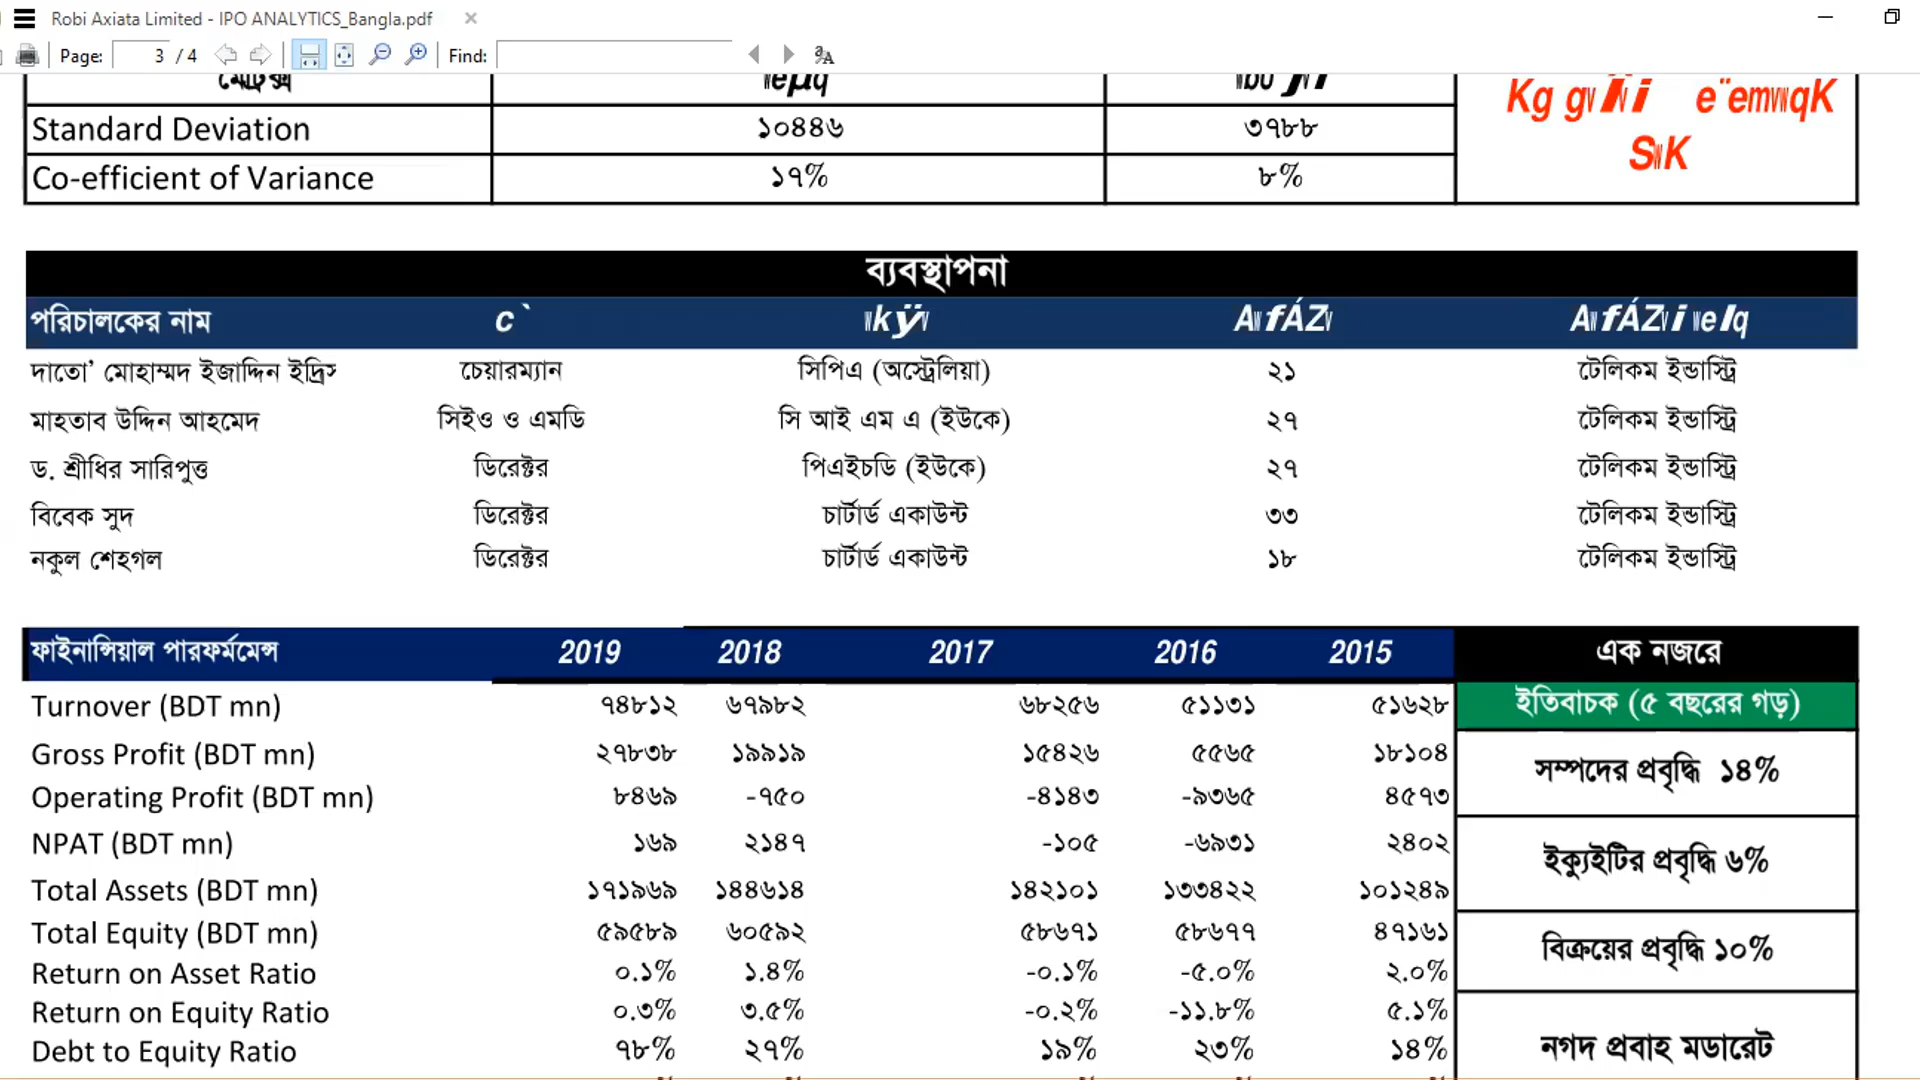 Robi Axiata Limited - IPO ANALYTICS_Bangla.pdf
Page: 3 / 4 Find:
মেট্রিক্স
Kg gvÎvi e¨emvwqK
SzuwK
Standard Deviation ১০৪৪৬ ৩৭৮৮
Co-efficient of Variance ১৭% ৮%
ব্যবস্থাপনা
পরিচালকের নাম c` AwfÁZv AwfÁZvi welq
দাতো’ মোহাম্মদ ইজাদ্দিন ইদ্রিস চেয়ারম্যান সিপিএ (অস্ট্রেলিয়া) ২১ টেলিকম ইন্ডাস্ট্রি
মাহতাব উদ্দিন আহমেদ সিইও ও এমডি সি আই এম এ (ইউকে) ২৭ টেলিকম ইন্ডাস্ট্রি
ড. শ্রীধির সারিপুত্ত ডিরেক্টর পিএইচডি (ইউকে) ২৭ টেলিকম ইন্ডাস্ট্রি
বিবেক সুদ ডিরেক্টর চার্টার্ড একাউন্ট ৩৩ টেলিকম ইন্ডাস্ট্রি
নকুল শেহগল ডিরেক্টর চার্টার্ড একাউন্ট ১৮ টেলিকম ইন্ডাস্ট্রি
ফাইনান্সিয়াল পারফর্মমেন্স 2019 2018 2017 2016 2015 এক নজরে
Turnover (BDT mn) ৭৪৮১২ ৬৭৯৮২ ৬৮২৫৬ ৫১১৩১ ৫১৬২৮ ইতিবাচক (৫ বছরের গড়)
Gross Profit (BDT mn) ২৭৮৩৮ ১৯৯১৯ ১৫৪২৬ ৫৫৬৫ ১৮১০৪
সম্পদের প্রবৃদ্ধি ১৪%
Operating Profit (BDT mn) ৮৪৬৯ -৭৫০ -৪১৪৩ -৯৩৬৫ ৪৫৭৩
NPAT (BDT mn) ১৬৯ ২১৪৭ -১০৫ -৬৯৩১ ২৪০২
ইক্যুইটির প্রবৃদ্ধি ৬%
Total Assets (BDT mn) ১৭১৯৬৯ ১৪৪৬১৪ ১৪২১০১ ১৩৩৪২২ ১০১২৪৯
Total Equity (BDT mn) ৫৯৫৮৯ ৬০৫৯২ ৫৮৬৭১ ৫৮৬৭৭ ৪৭১৬১
বিক্রয়ের প্রবৃদ্ধি ১০%
Return on Asset Ratio ০.১% ১.৪% -০.১% -৫.০% ২.০%
Return on Equity Ratio ০.৩% ৩.৫% -০.২% -১১.৮% ৫.১%
Debt to Equity Ratio ৭৮% ২৭% ১৯% ২৩% ১৪% নগদ প্রবাহ মডারেট